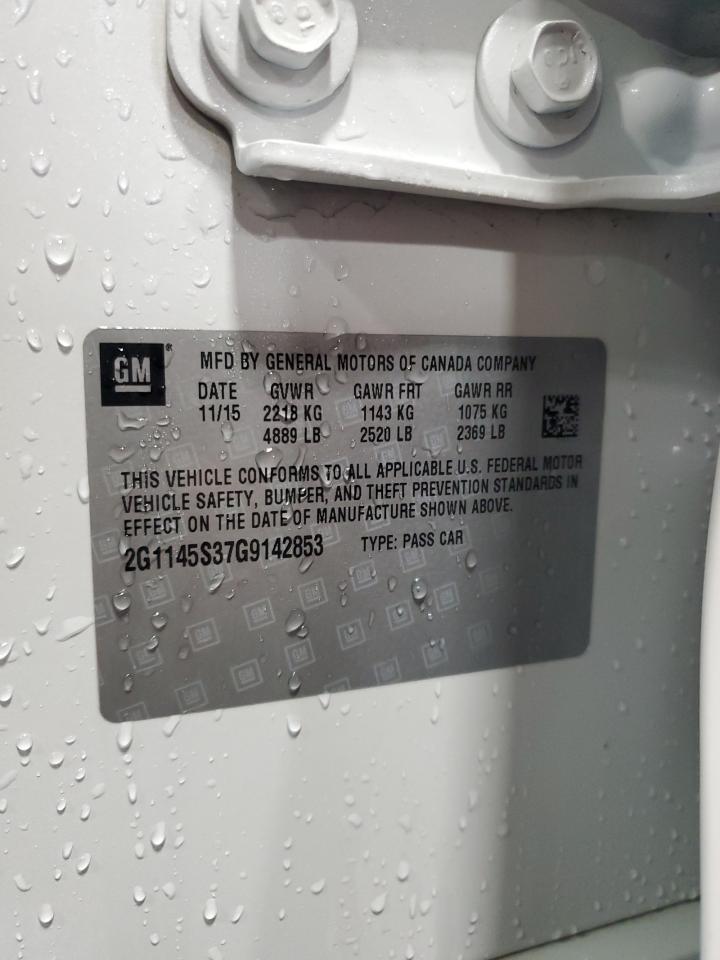 GM
MFD BY GENERAL MOTORS OF CANADA COMPANY
DATE GVWR GAWR FRT GAWR RR
11/15 2218 KG 1143 KG 1075 KG
4889 LB 2520 LB 2369 LB
THIS VEHICLE CONFORMS TO ALL APPLICABLE U.S. FEDERAL MOTOR
VEHICLE SAFETY, BUMPER, AND THEFT PREVENTION STANDARDS IN
EFFECT ON THE DATE OF MANUFACTURE SHOWN ABOVE.
2G1145S37G9142853 TYPE: PASS CAR